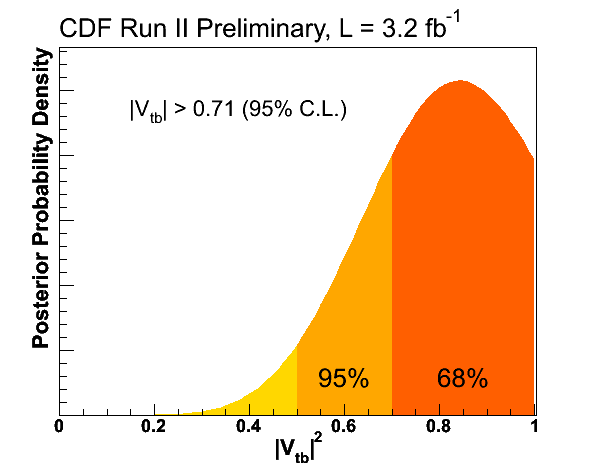 CDF Run II Preliminary, L = 3.2 fb⁻¹
Posterior Probability Density
|V_tb| > 0.71 (95% C.L.)
95% 68%
0 0.2 0.4 0.6 0.8 1
|V_tb|²